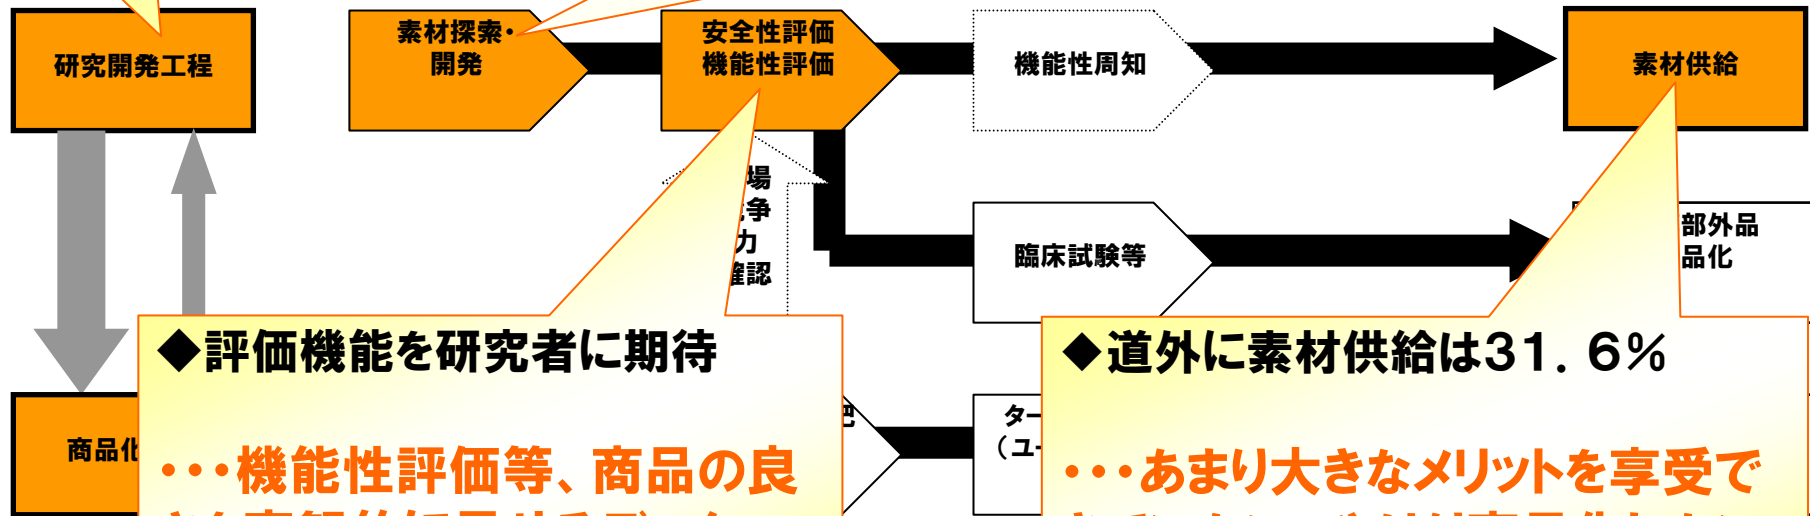 研究開発工程
素材探索・
開発
安全性評価
機能性評価
機能性周知
素材供給
場
争
力
確認
臨床試験等
部外品
品化
◆評価機能を研究者に期待
・・・機能性評価等、商品の良
◆道外に素材供給は31.6%
・・・あまり大きなメリットを享受で
商品化
ター
(ユー